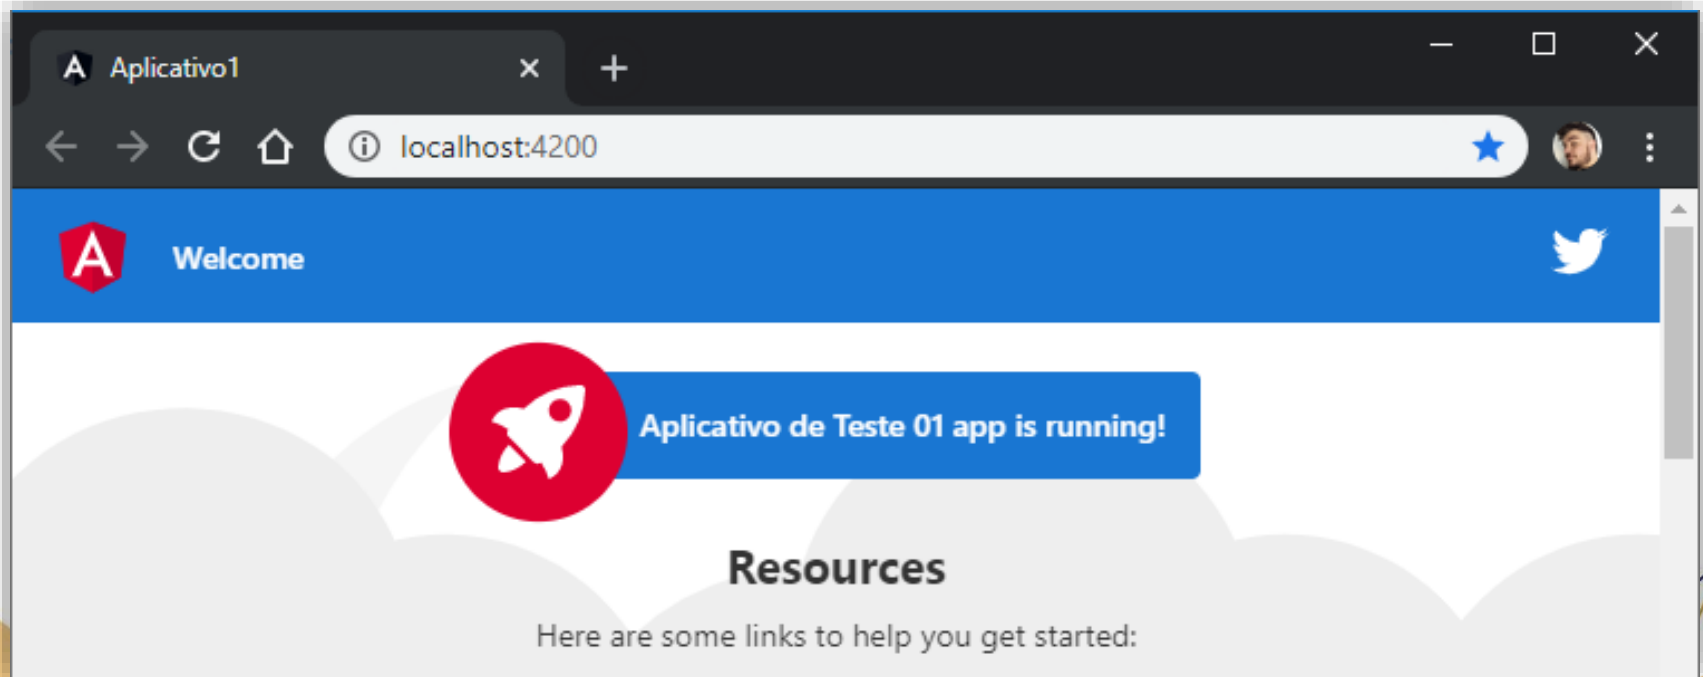 Aplicativo1
localhost:4200
Welcome
Aplicativo de Teste 01 app is running!
Resources
Here are some links to help you get started: